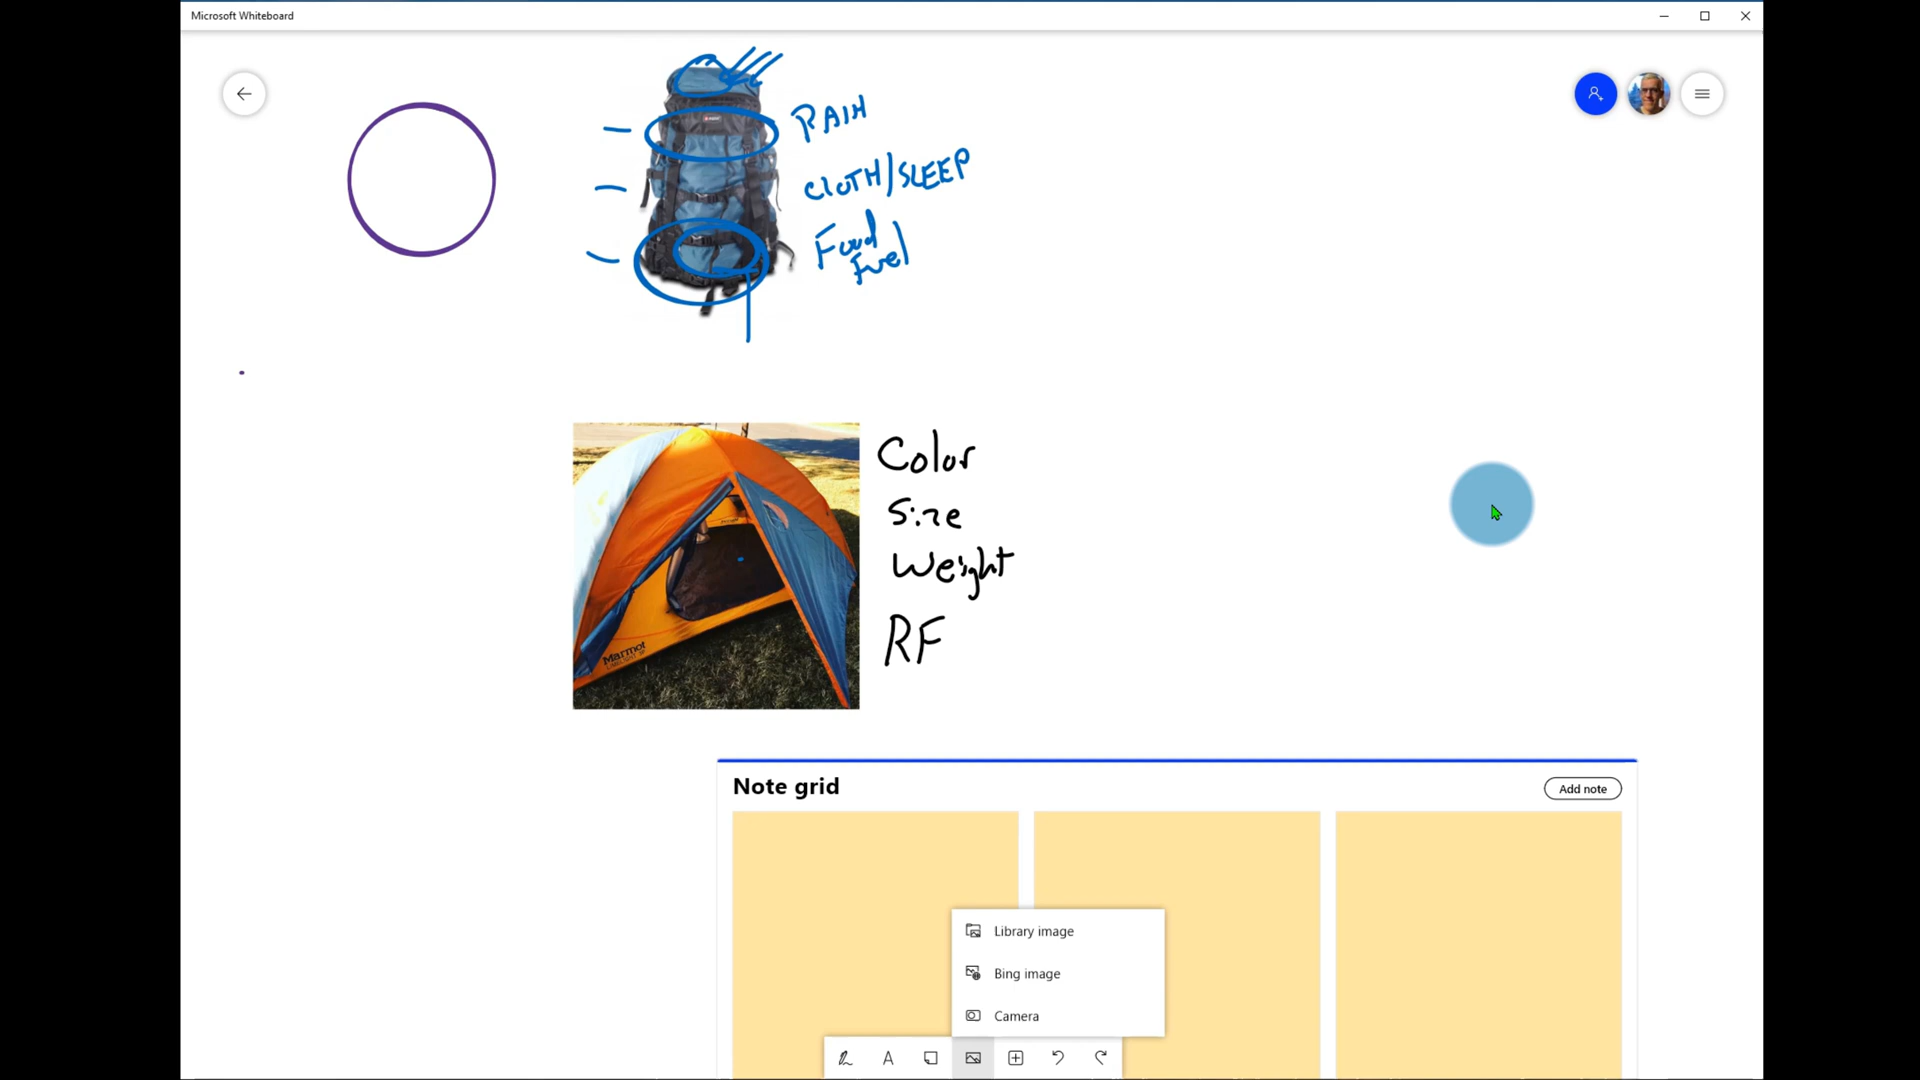 Microsoft Whiteboard
RAIN
CLOTH/SLEEP
Food
Fuel
Color
Size
Weight
RF
Marmot
Note grid
Add note
Library image
Bing image
Camera